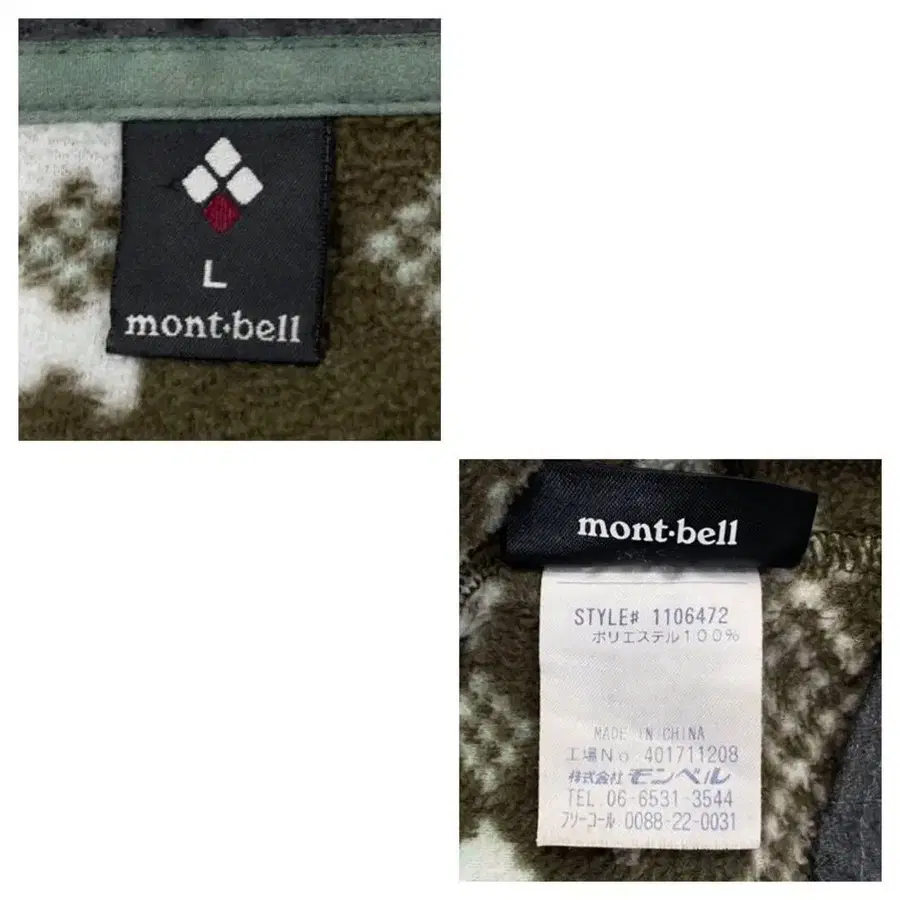 L
mont·bell
mont·bell
STYLE# 1106472
ポリエステル100%
MADE IN CHINA
工場No 401711208
株式会社モンベル
TEL 06-6531-3544
フリーコール 0088-22-0031